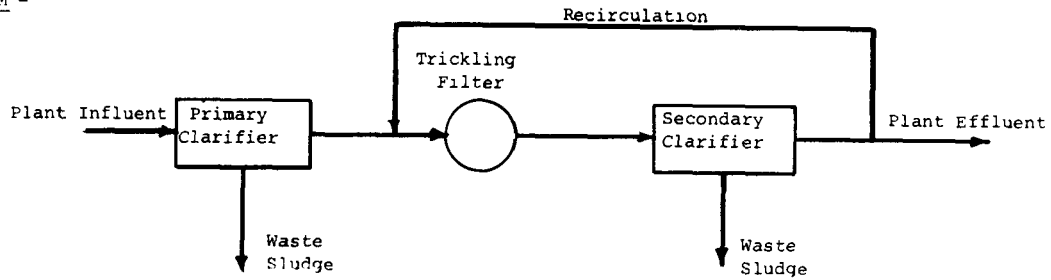 Recirculation
Trickling
Filter
Plant Influent
Primary
Clarifier
Secondary
Clarifier
Plant Effluent
Waste
Sludge
Waste
Sludge